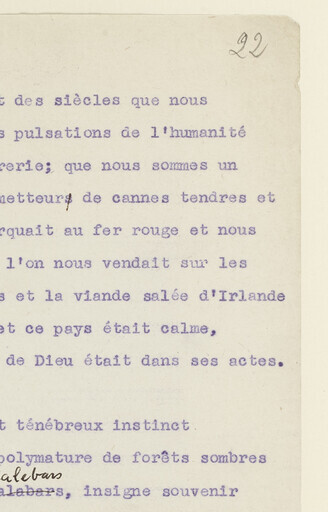 22
t des siècles que nous
s pulsations de l'humanité
rerie; que nous sommes un
metteurs de cannes tendres et
rquait au fer rouge et nous
l'on nous vendait sur les
s et la viande salée d'Irlande
et ce pays était calme,
de Dieu était dans ses actes.
t ténébreux instinct
polymature de forêts sombres
alebars
alabars, insigne souvenir